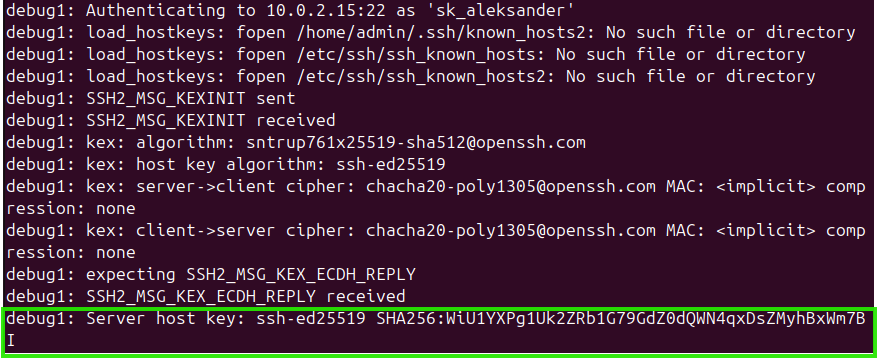 debug1: Authenticating to 10.0.2.15:22 as 'sk_aleksander'
debug1: load_hostkeys: fopen /home/admin/.ssh/known_hosts2: No such file or directory
debug1: load_hostkeys: fopen /etc/ssh/ssh_known_hosts: No such file or directory
debug1: load_hostkeys: fopen /etc/ssh/ssh_known_hosts2: No such file or directory
debug1: SSH2_MSG_KEXINIT sent
debug1: SSH2_MSG_KEXINIT received
debug1: kex: algorithm: sntrup761x25519-sha512@openssh.com
debug1: kex: host key algorithm: ssh-ed25519
debug1: kex: server->client cipher: chacha20-poly1305@openssh.com MAC: <implicit> comp
ression: none
debug1: kex: client->server cipher: chacha20-poly1305@openssh.com MAC: <implicit> comp
ression: none
debug1: expecting SSH2_MSG_KEX_ECDH_REPLY
debug1: SSH2_MSG_KEX_ECDH_REPLY received
debug1: Server host key: ssh-ed25519 SHA256:WiU1YXPg1Uk2ZRb1G79GdZ0dQWN4qxDsZMyhBxWm7B
I